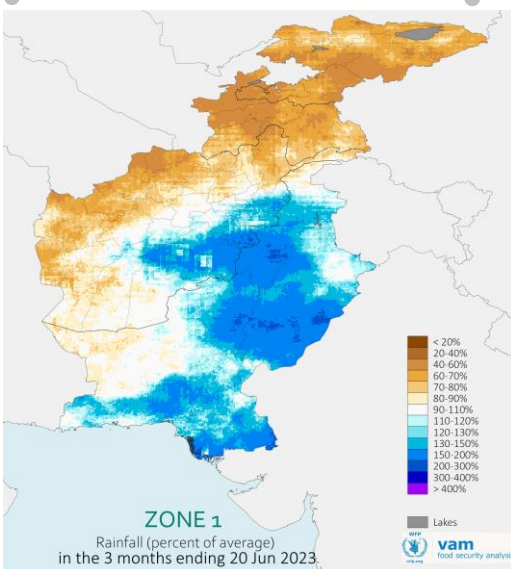 < 20%
20-40%
40-60%
60-70%
70-80%
80-90%
90-110%
110-120%
120-130%
130-150%
150-200%
200-300%
300-400%
> 400%
Lakes
ZONE 1
Rainfall (percent of average)
in the 3 months ending 20 Jun 2023
WFP
wfp.org
vam
food security analysis